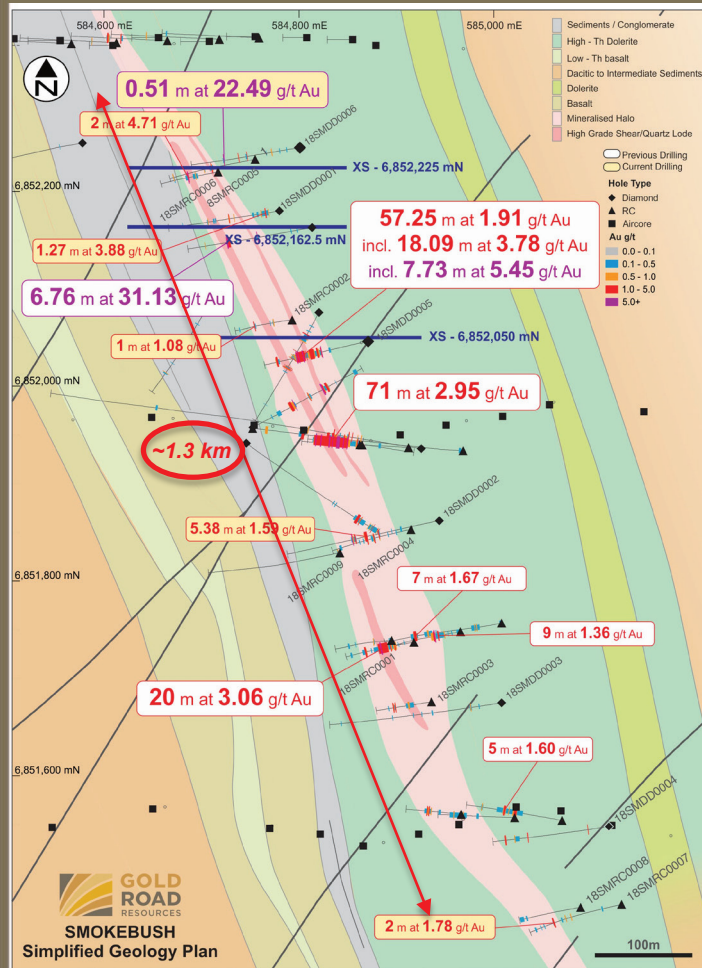 584,600 mE
584,800 mE
585,000 mE
Sediments / Conglomerate
High - Th Dolerite
Low - Th basalt
Dacitic to Intermediate Sediments
Dolerite
Basalt
Mineralised Halo
High Grade Shear/Quartz Lode
Previous Drilling
Current Drilling
Hole Type
Diamond
RC
Aircore
Au g/t
0.0 - 0.1
0.1 - 0.5
0.5 - 1.0
1.0 - 5.0
5.0+
N
0.51 m at 22.49 g/t Au
2 m at 4.71 g/t Au
18SMDD0006
XS - 6,852,225 mN
6,852,200 mN
18SMRC0006
8SMRC0005
18SMDD0001
57.25 m at 1.91 g/t Au
incl. 18.09 m at 3.78 g/t Au
incl. 7.73 m at 5.45 g/t Au
XS - 6,852,162.5 mN
1.27 m at 3.88 g/t Au
6.76 m at 31.13 g/t Au
18SMRC0002
18SMDD0005
XS - 6,852,050 mN
1 m at 1.08 g/t Au
6,852,000 mN
71 m at 2.95 g/t Au
~1.3 km
18SMDD0002
5.38 m at 1.59 g/t Au
18SMRC0004
18SMRC0009
6,851,800 mN
7 m at 1.67 g/t Au
9 m at 1.36 g/t Au
18SMRC0001
20 m at 3.06 g/t Au
18SMRC0003
18SMDD0003
5 m at 1.60 g/t Au
6,851,600 mN
18SMDD0004
18SMRC0008
18SMRC0007
2 m at 1.78 g/t Au
GOLD
ROAD
RESOURCES
SMOKEBUSH
Simplified Geology Plan
100m